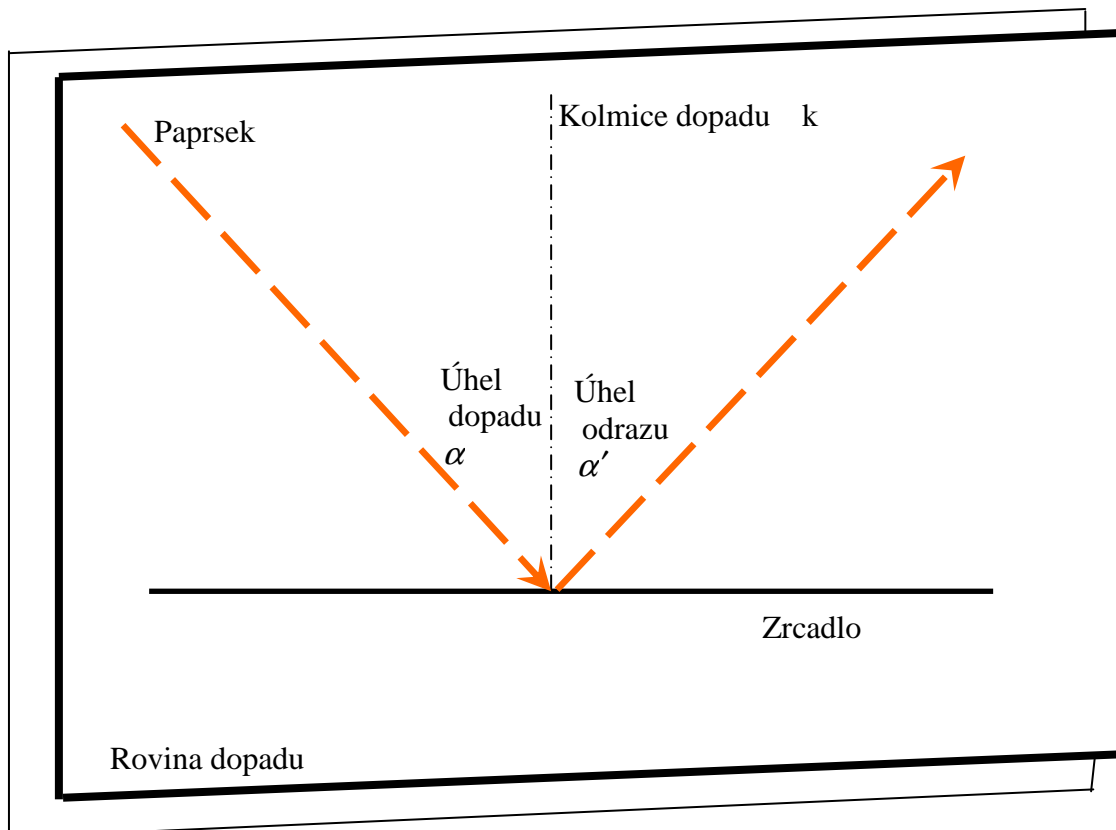 Paprsek
Kolmice dopadu k
Úhel
dopadu
α
Úhel
odrazu
α′
Zrcadlo
Rovina dopadu